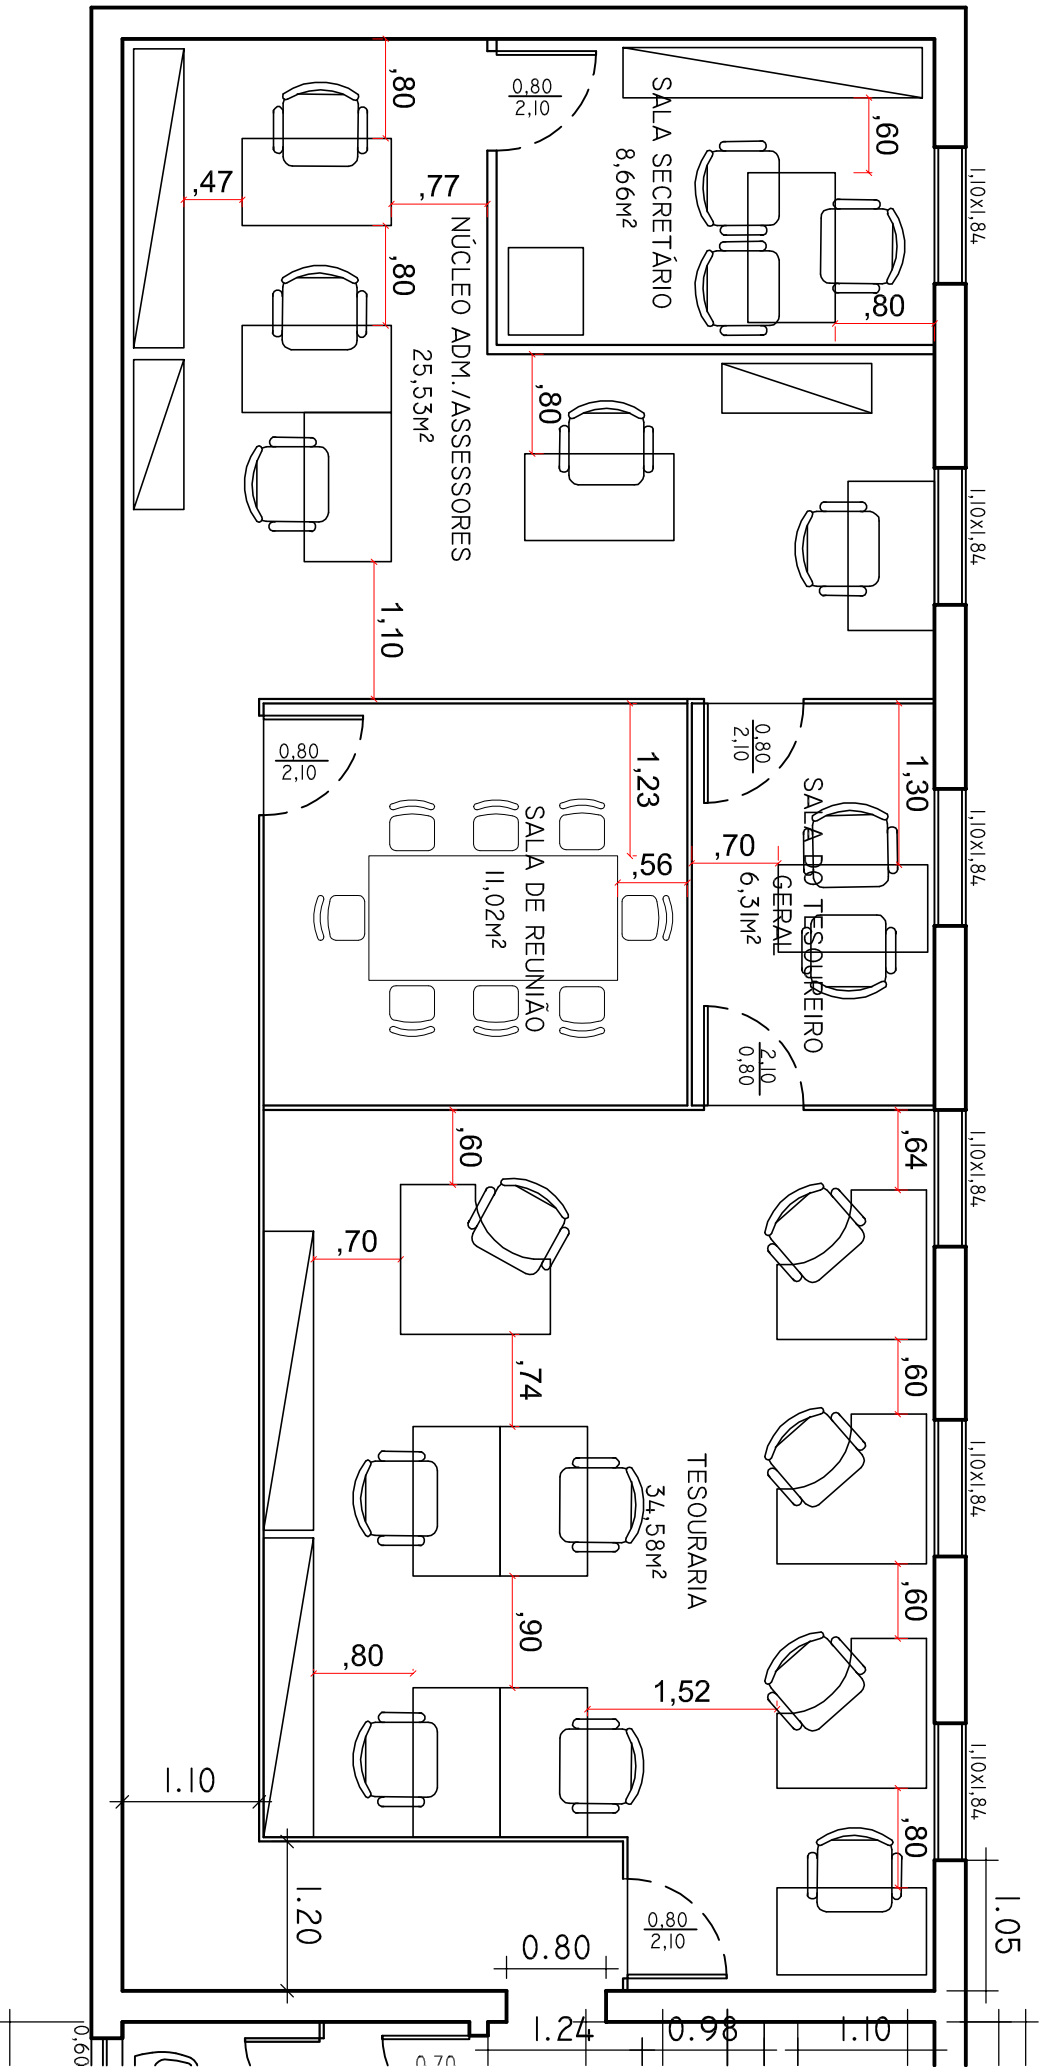 ,80
0,80
2,10
SALA SECRETÁRIO
8,66M²
,60
1,10X1,84
,47
,77
,80
,80
NÚCLEO ADM./ASSESSORES
25,53M²
,80
1,10X1,84
1,10
0,80
2,10
1,23
SALA DE REUNIÃO
11,02M²
,56
0,80
2,10
1,30
,70
SALA DO TESOUREIRO
GERAL
6,31M²
1,10X1,84
2,10
0,80
,60
,64
1,10X1,84
,70
,74
,60
TESOURARIA
34,58M²
1,10X1,84
,90
,60
,80
1,52
1,10X1,84
1.10
,80
1.20
0,80
2,10
1.05
0.80
1.24
0.98
1.10
0,60
0,70